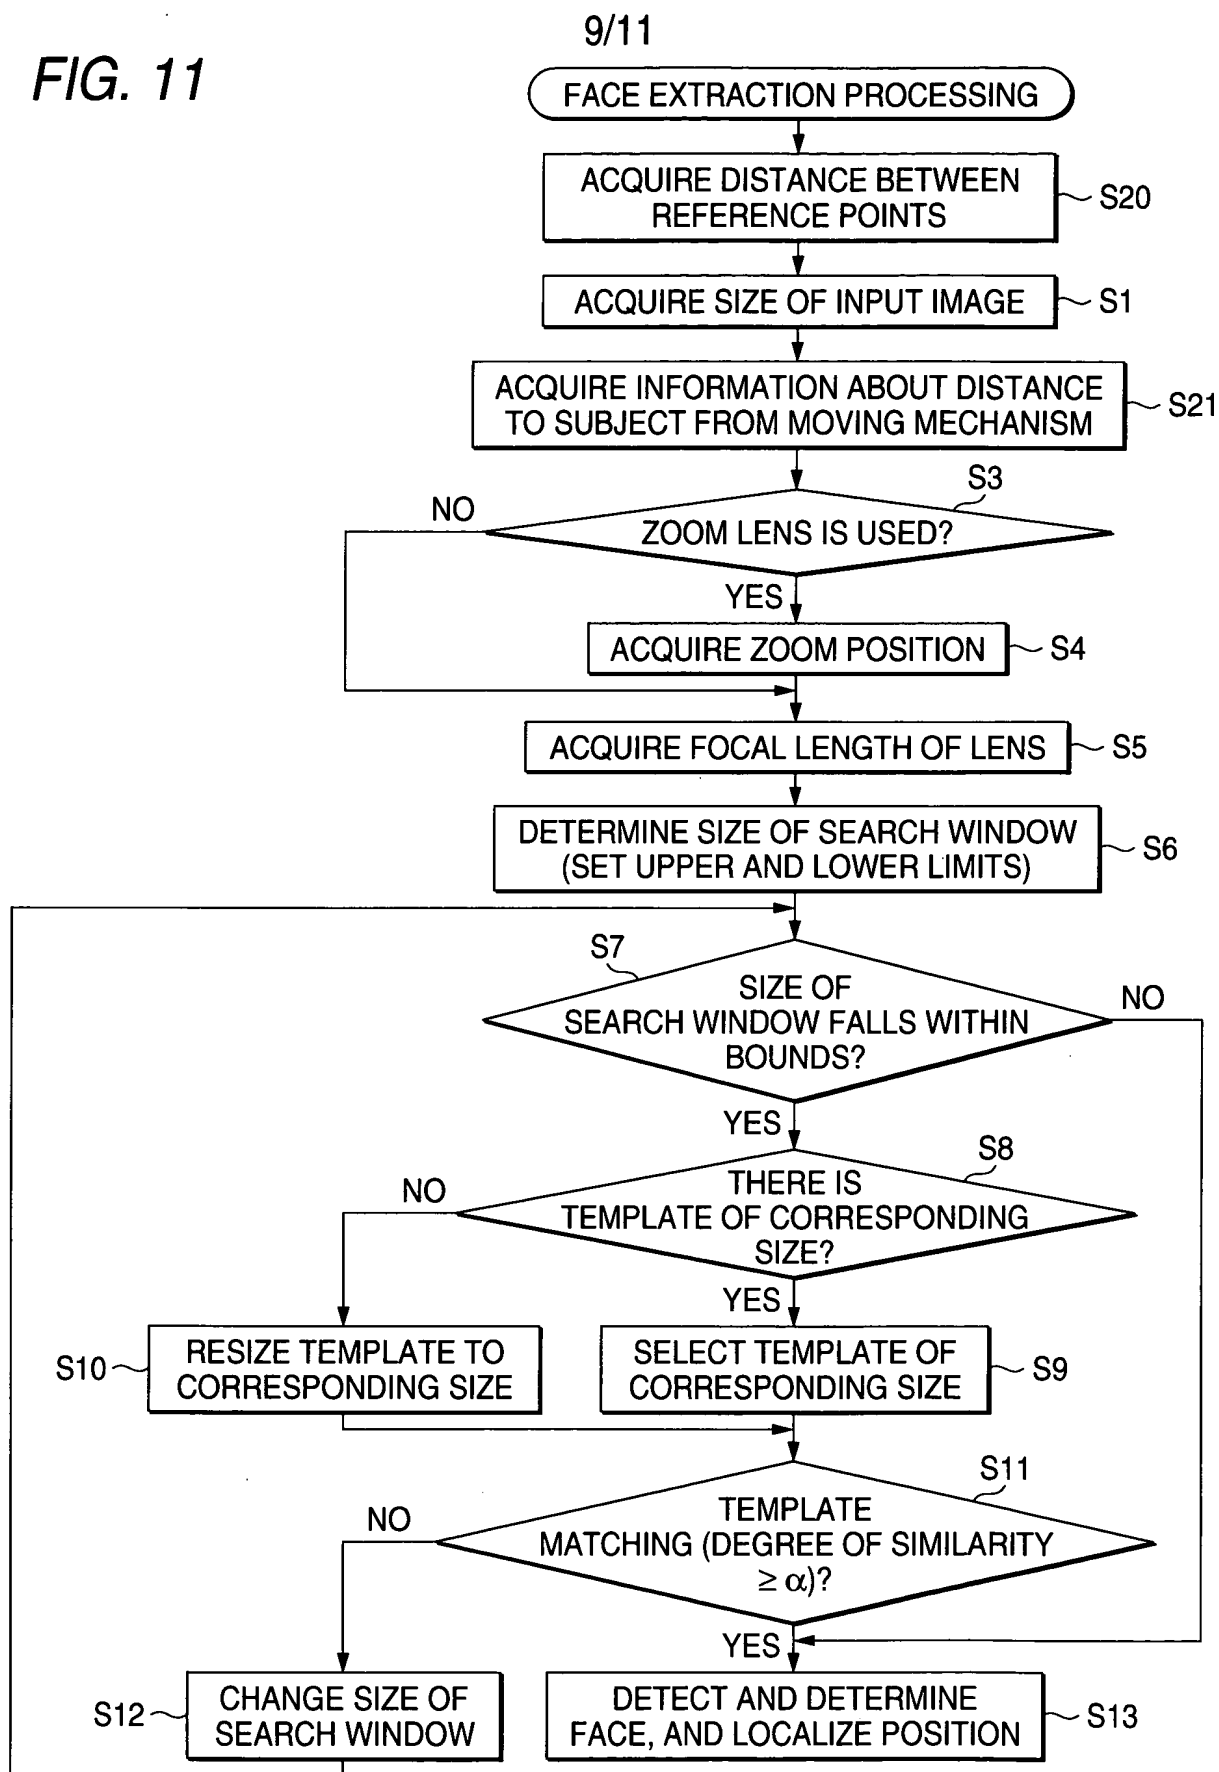 9/11
FIG. 11
FACE EXTRACTION PROCESSING
ACQUIRE DISTANCE BETWEEN
REFERENCE POINTS
S20
ACQUIRE SIZE OF INPUT IMAGE
S1
ACQUIRE INFORMATION ABOUT DISTANCE
TO SUBJECT FROM MOVING MECHANISM
S21
S3
NO
ZOOM LENS IS USED?
YES
ACQUIRE ZOOM POSITION
S4
ACQUIRE FOCAL LENGTH OF LENS
S5
DETERMINE SIZE OF SEARCH WINDOW
(SET UPPER AND LOWER LIMITS)
S6
S7
SIZE OF
SEARCH WINDOW FALLS WITHIN
BOUNDS?
NO
YES
S8
NO
THERE IS
TEMPLATE OF CORRESPONDING
SIZE?
YES
S10
RESIZE TEMPLATE TO
CORRESPONDING SIZE
SELECT TEMPLATE OF
CORRESPONDING SIZE
S9
S11
NO
TEMPLATE
MATCHING (DEGREE OF SIMILARITY
≥ α)?
YES
S12
CHANGE SIZE OF
SEARCH WINDOW
DETECT AND DETERMINE
FACE, AND LOCALIZE POSITION
S13